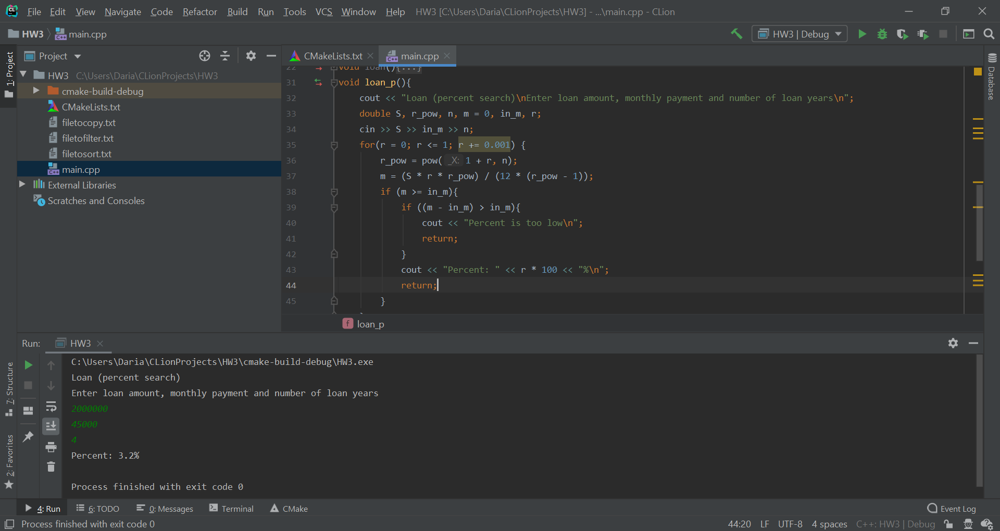 File Edit View Navigate Code Refactor Build Run Tools VCS Window Help HW3 [C:\Users\Daria\CLionProjects\HW3] - ...\main.cpp - CLion
HW3 main.cpp
HW3 | Debug
1: Project
Project
HW3 C:\Users\Daria\CLionProjects\HW3
cmake-build-debug
CMakeLists.txt
filetocopy.txt
filetofilter.txt
filetosort.txt
main.cpp
External Libraries
Scratches and Consoles
CMakeLists.txt main.cpp
22 void loan(){...}
31 void loan_p(){
32 cout << "Loan (percent search)\nEnter loan amount, monthly payment and number of loan years\n";
33 double S, r_pow, n, m = 0, in_m, r;
34 cin >> S >> in_m >> n;
35 for(r = 0; r <= 1; r += 0.001) {
36 r_pow = pow( _X: 1 + r, n);
37 m = (S * r * r_pow) / (12 * (r_pow - 1));
38 if (m >= in_m){
39 if ((m - in_m) > in_m){
40 cout << "Percent is too low\n";
41 return;
42 }
43 cout << "Percent: " << r * 100 << "%\n";
44 return;
45 }
loan_p
Database
Run: HW3
C:\Users\Daria\CLionProjects\HW3\cmake-build-debug\HW3.exe
Loan (percent search)
Enter loan amount, monthly payment and number of loan years
2000000
45000
4
Percent: 3.2%
Process finished with exit code 0
7: Structure
2: Favorites
4: Run 6: TODO 0: Messages Terminal CMake Event Log
Process finished with exit code 0 44:20 LF UTF-8 4 spaces C++: HW3 | Debug